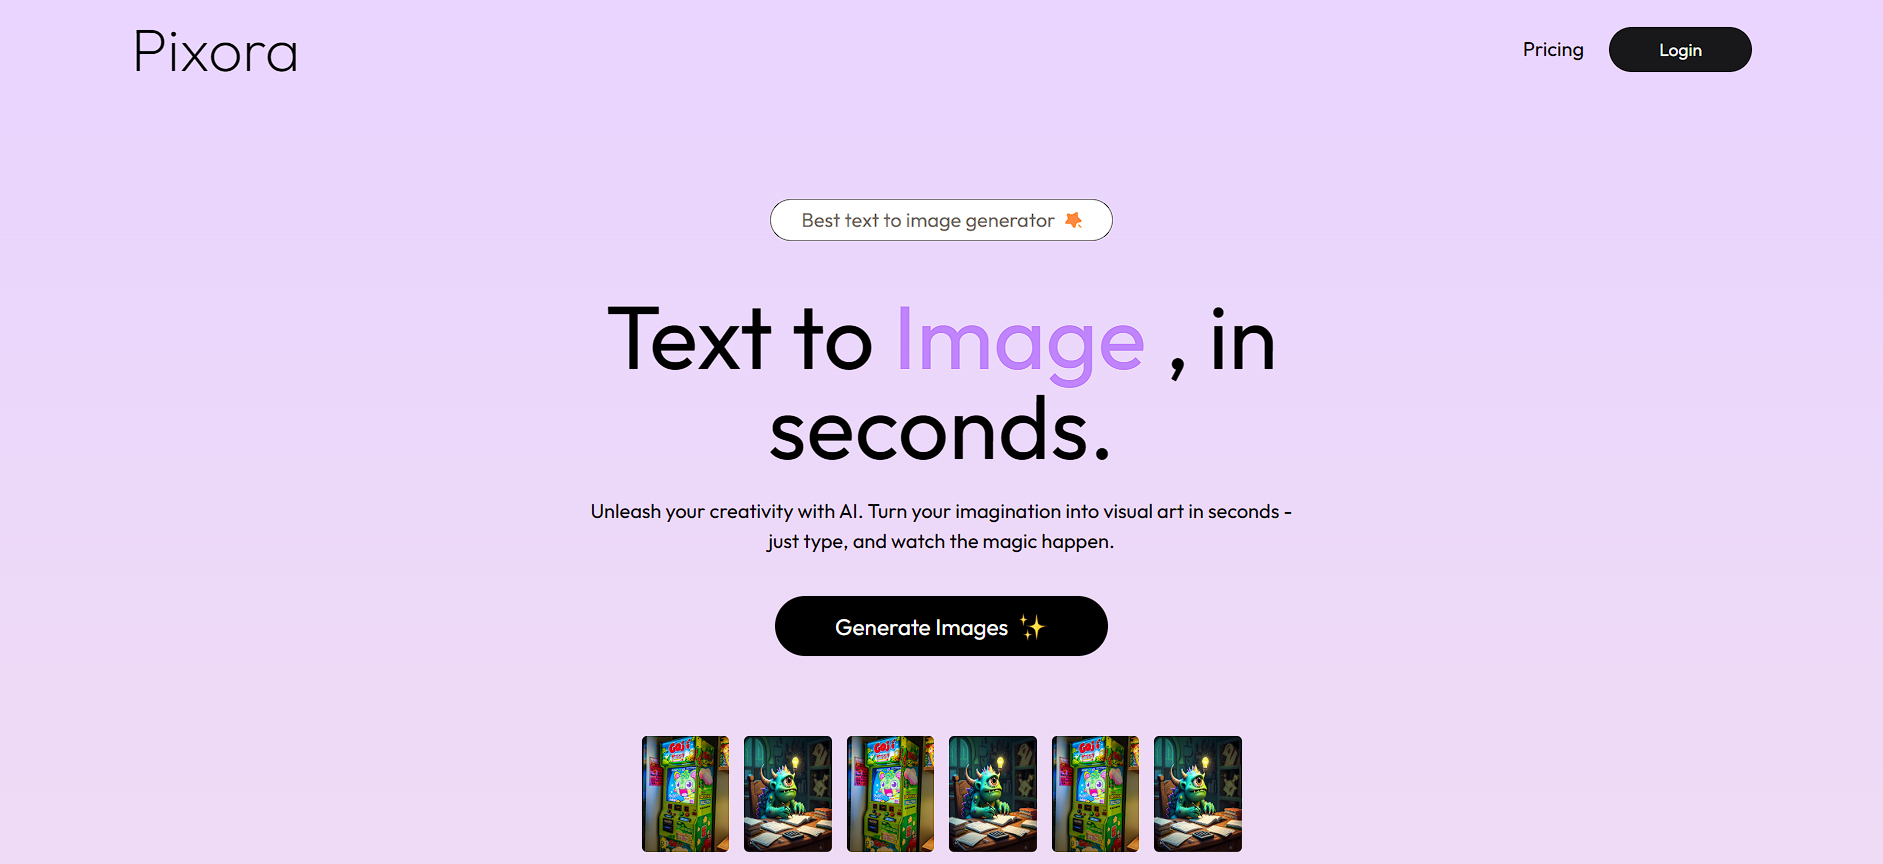 Pixora
Pricing
Login
Best text to image generator
Text to Image , in
seconds.
Unleash your creativity with AI. Turn your imagination into visual art in seconds -
just type, and watch the magic happen.
Generate Images ✨